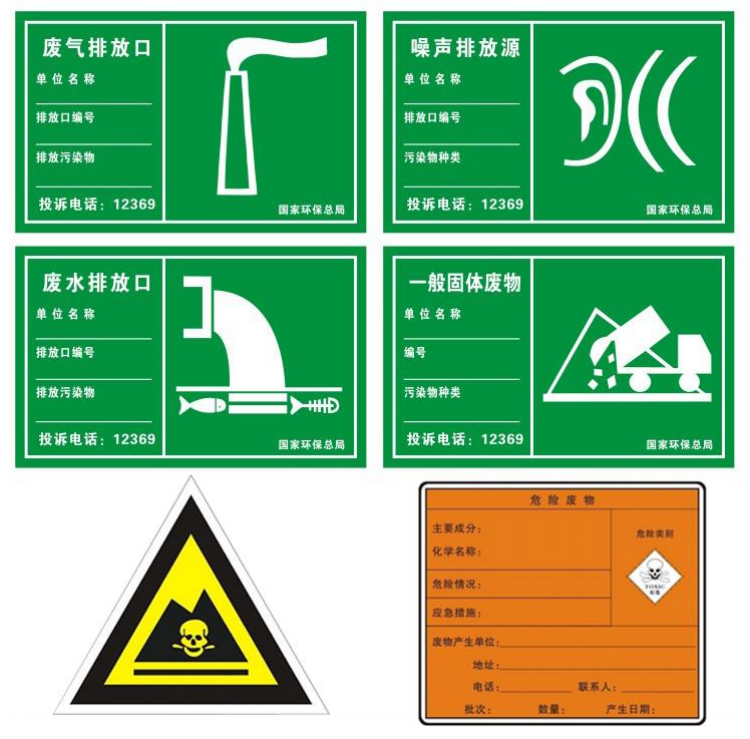 废气排放口
单位名称
排放口编号
排放污染物
投诉电话：12369
国家环保总局
噪声排放源
单位名称
排放口编号
污染物种类
投诉电话：12369
国家环保总局
废水排放口
单位名称
排放口编号
排放污染物
投诉电话：12369
国家环保总局
一般固体废物
单位名称
编号
污染物种类
投诉电话：12369
国家环保总局
危险废物
主要成分：
化学名称：
危险类别
TOXIC
有毒
危险情况：
应急措施：
废物产生单位：
地址：
电话： 联系人：
批次： 数量： 产生日期：